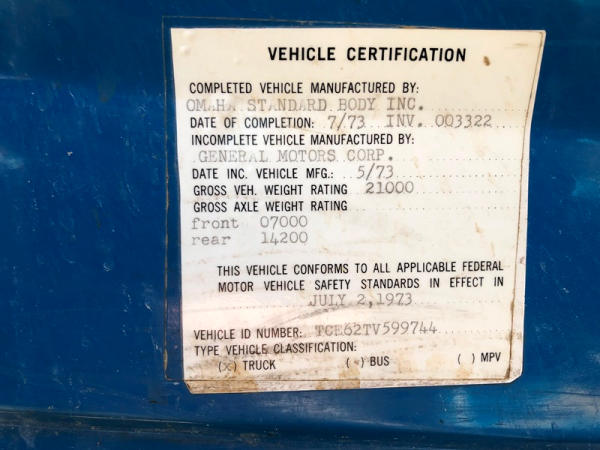 VEHICLE CERTIFICATION
COMPLETED VEHICLE MANUFACTURED BY:
OMAHA STANDARD BODY INC.
DATE OF COMPLETION: 7/73 INV. 003322
INCOMPLETE VEHICLE MANUFACTURED BY:
GENERAL MOTORS CORP.
DATE INC. VEHICLE MFG.: 5/73
GROSS VEH. WEIGHT RATING 21000
GROSS AXLE WEIGHT RATING
front 07000
rear 14200
THIS VEHICLE CONFORMS TO ALL APPLICABLE FEDERAL
MOTOR VEHICLE SAFETY STANDARDS IN EFFECT IN
JULY 2,1973
VEHICLE ID NUMBER: TCE62TV599744
TYPE VEHICLE CLASSIFICATION:
(X) TRUCK ( ) BUS ( ) MPV